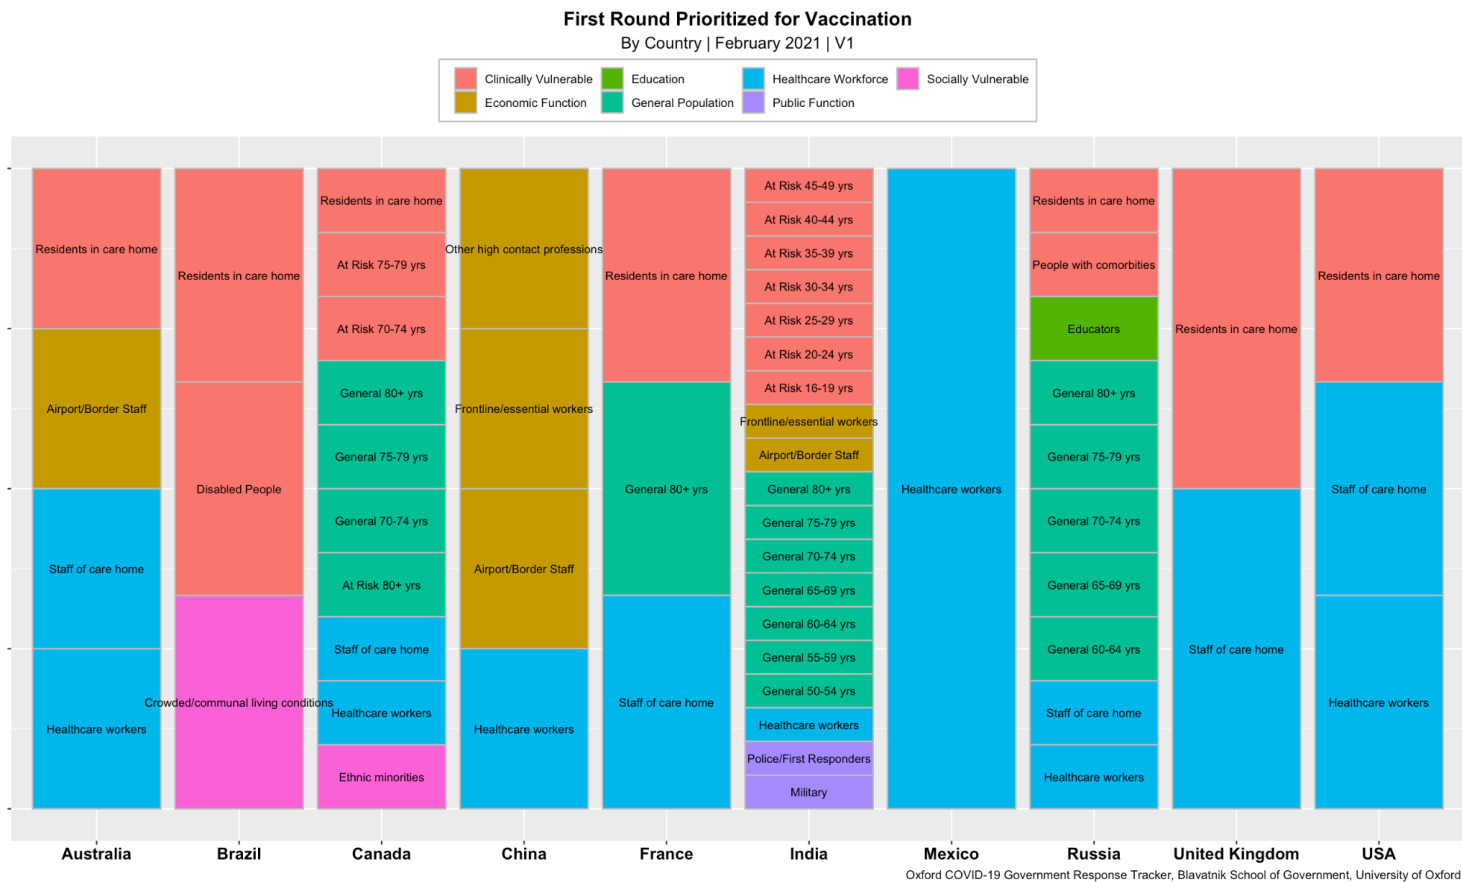 First Round Prioritized for Vaccination
By Country | February 2021 | V1
Clinically Vulnerable
Education
Healthcare Workforce
Socially Vulnerable
Economic Function
General Population
Public Function
Residents in care home
Airport/Border Staff
Staff of care home
Healthcare workers
Residents in care home
Disabled People
Crowded/communal living conditions
Residents in care home
At Risk 75-79 yrs
At Risk 70-74 yrs
General 80+ yrs
General 75-79 yrs
General 70-74 yrs
At Risk 80+ yrs
Staff of care home
Healthcare workers
Ethnic minorities
Other high contact professions
Frontline/essential workers
Airport/Border Staff
Healthcare workers
Residents in care home
General 80+ yrs
Staff of care home
At Risk 45-49 yrs
At Risk 40-44 yrs
At Risk 35-39 yrs
At Risk 30-34 yrs
At Risk 25-29 yrs
At Risk 20-24 yrs
At Risk 16-19 yrs
Frontline/essential workers
Airport/Border Staff
General 80+ yrs
General 75-79 yrs
General 70-74 yrs
General 65-69 yrs
General 60-64 yrs
General 55-59 yrs
General 50-54 yrs
Healthcare workers
Police/First Responders
Military
Healthcare workers
Residents in care home
People with comorbities
Educators
General 80+ yrs
General 75-79 yrs
General 70-74 yrs
General 65-69 yrs
General 60-64 yrs
Staff of care home
Healthcare workers
Residents in care home
Staff of care home
Residents in care home
Staff of care home
Healthcare workers
Australia
Brazil
Canada
China
France
India
Mexico
Russia
United Kingdom
USA
Oxford COVID-19 Government Response Tracker, Blavatnik School of Government, University of Oxford